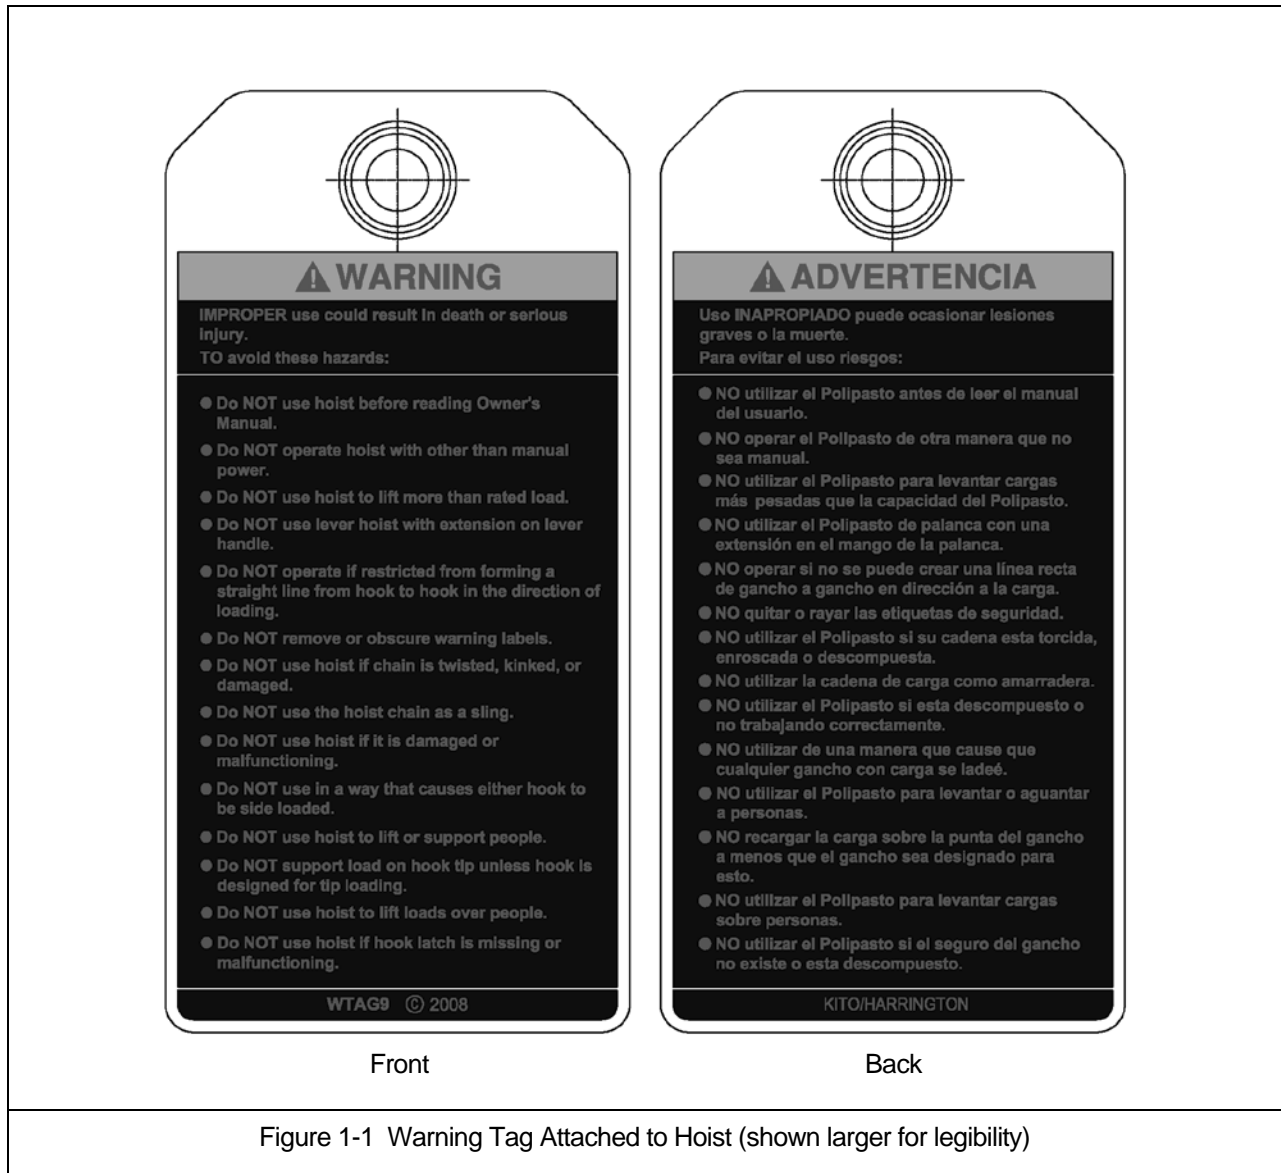 WARNING
IMPROPER use could result in death or serious
injury.
TO avoid these hazards:
● Do NOT use hoist before reading Owner's
Manual.
● Do NOT operate hoist with other than manual
power.
● Do NOT use hoist to lift more than rated load.
● Do NOT use lever hoist with extension on lever
handle.
● Do NOT operate if restricted from forming a
straight line from hook to hook in the direction of
loading.
● Do NOT remove or obscure warning labels.
● Do NOT use hoist if chain is twisted, kinked, or
damaged.
● Do NOT use the hoist chain as a sling.
● Do NOT use hoist if it is damaged or
malfunctioning.
● Do NOT use in a way that causes either hook to
be side loaded.
● Do NOT use hoist to lift or support people.
● Do NOT support load on hook tip unless hook is
designed for tip loading.
● Do NOT use hoist to lift loads over people.
● Do NOT use hoist if hook latch is missing or
malfunctioning.
WTAG9 © 2008
Front
ADVERTENCIA
Uso INAPROPIADO puede ocasionar lesiones
graves o la muerte.
Para evitar el uso riesgos:
● NO utilizar el Polipasto antes de leer el manual
del usuario.
● NO operar el Polipasto de otra manera que no
sea manual.
● NO utilizar el Polipasto para levantar cargas
más pesadas que la capacidad del Polipasto.
● NO utilizar el Polipasto de palanca con una
extensión en el mango de la palanca.
● NO operar si no se puede crear una línea recta
de gancho a gancho en dirección a la carga.
● NO quitar o rayar las etiquetas de seguridad.
● NO utilizar el Polipasto si su cadena esta torcida,
enroscada o descompuesta.
● NO utilizar la cadena de carga como amarradera.
● NO utilizar el Polipasto si esta descompuesto o
no trabajando correctamente.
● NO utilizar de una manera que cause que
cualquier gancho con carga se ladeé.
● NO utilizar el Polipasto para levantar o aguantar
a personas.
● NO recargar la carga sobre la punta del gancho
a menos que el gancho sea designado para
esto.
● NO utilizar el Polipasto para levantar cargas
sobre personas.
● NO utilizar el Polipasto si el seguro del gancho
no existe o esta descompuesto.
KITO/HARRINGTON
Back
Figure 1-1 Warning Tag Attached to Hoist (shown larger for legibility)